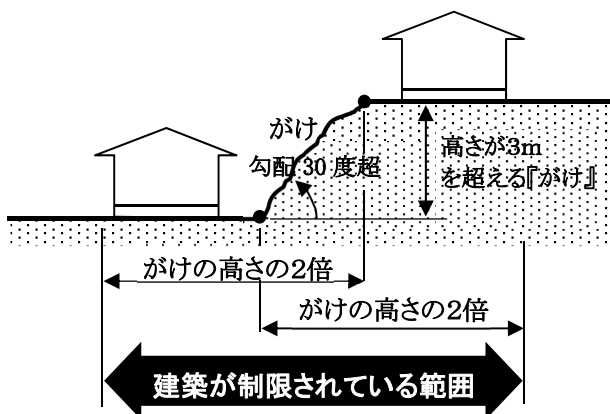 がけ
勾配 30 度超
高さが3m
を超える『がけ』
がけの高さの2倍
がけの高さの2倍
建築が制限されている範囲